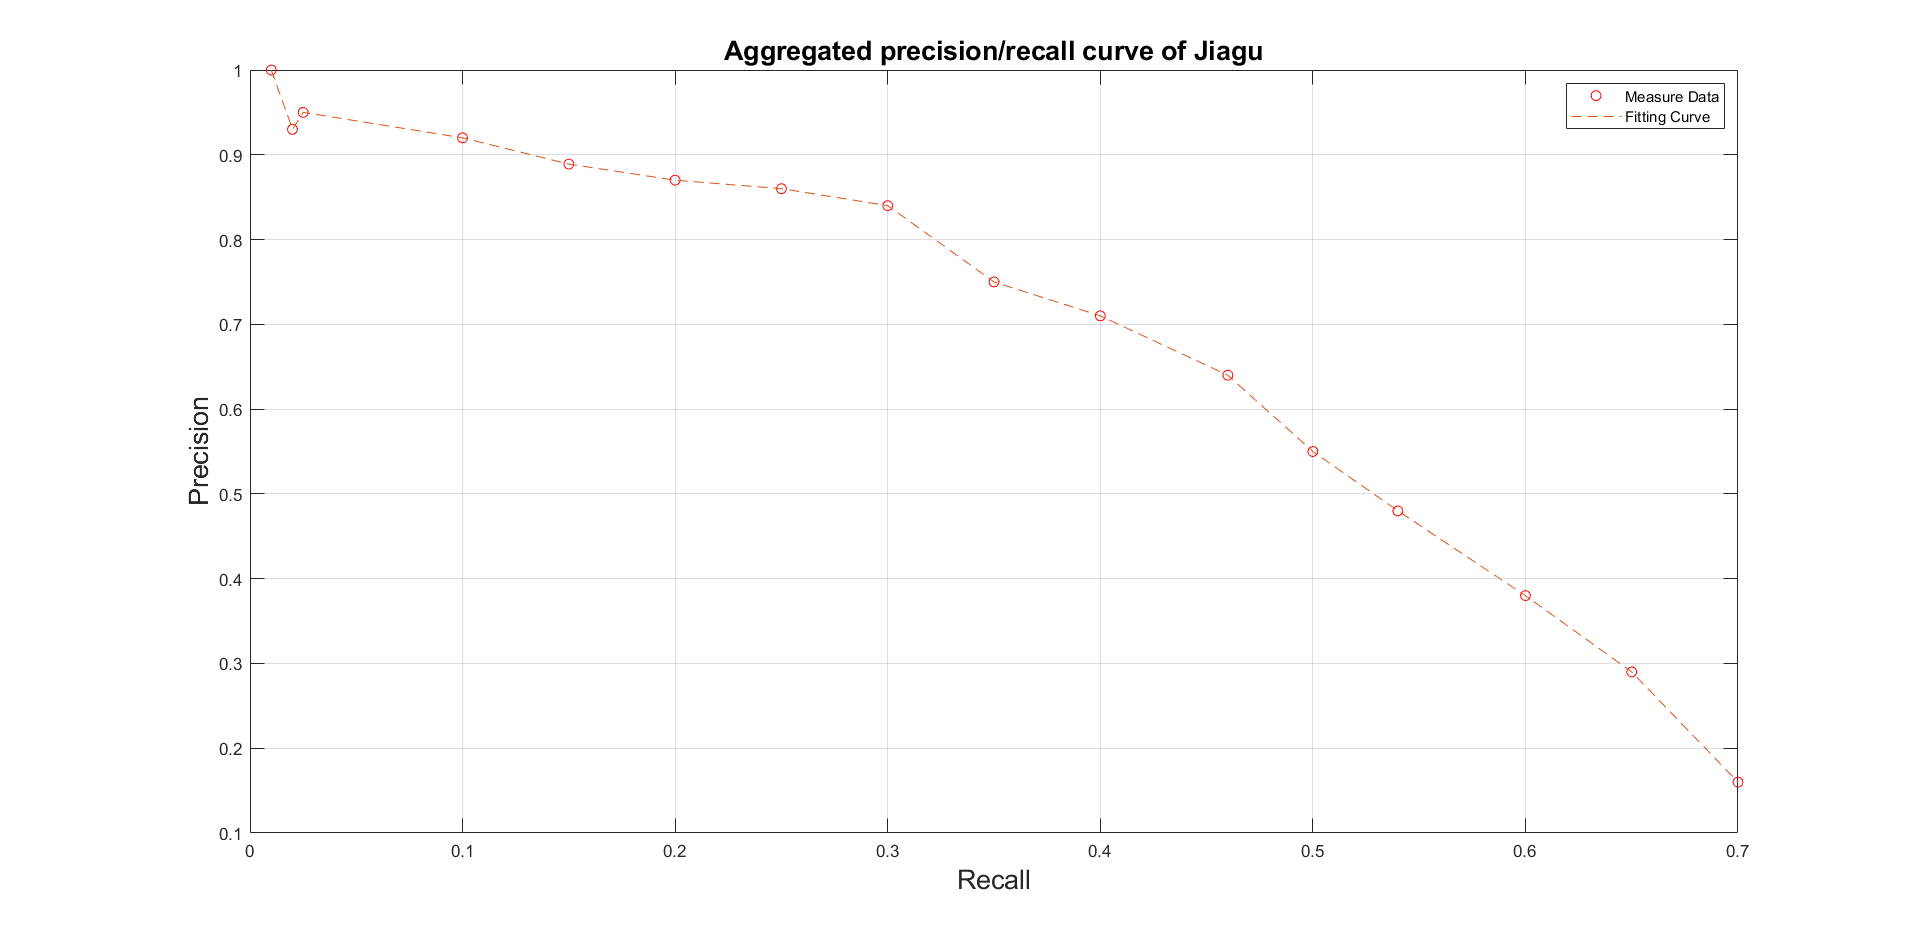 Aggregated precision/recall curve of Jiagu
Measure Data
Fitting Curve
Precision
1
0.9
0.8
0.7
0.6
0.5
0.4
0.3
0.2
0.1
0 0.1 0.2 0.3 0.4 0.5 0.6 0.7
Recall